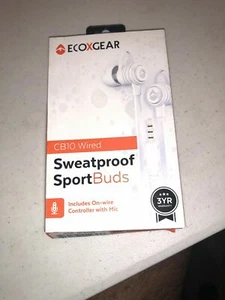 ECOXGEAR
CB10 Wired
Sweatproof
SportBuds
Includes On-wire
Controller with Mic
3YR